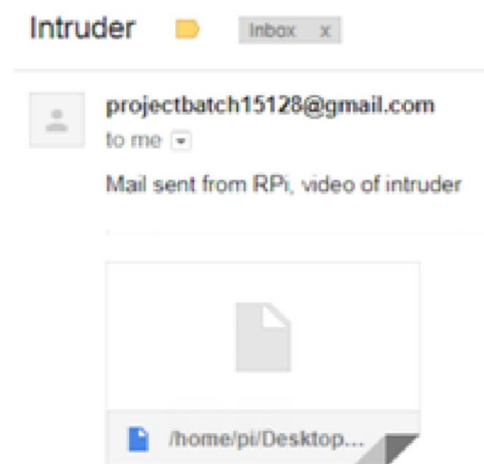 Intruder Inbox x
projectbatch15128@gmail.com
to me
Mail sent from RPi, video of intruder
/home/pi/Desktop...